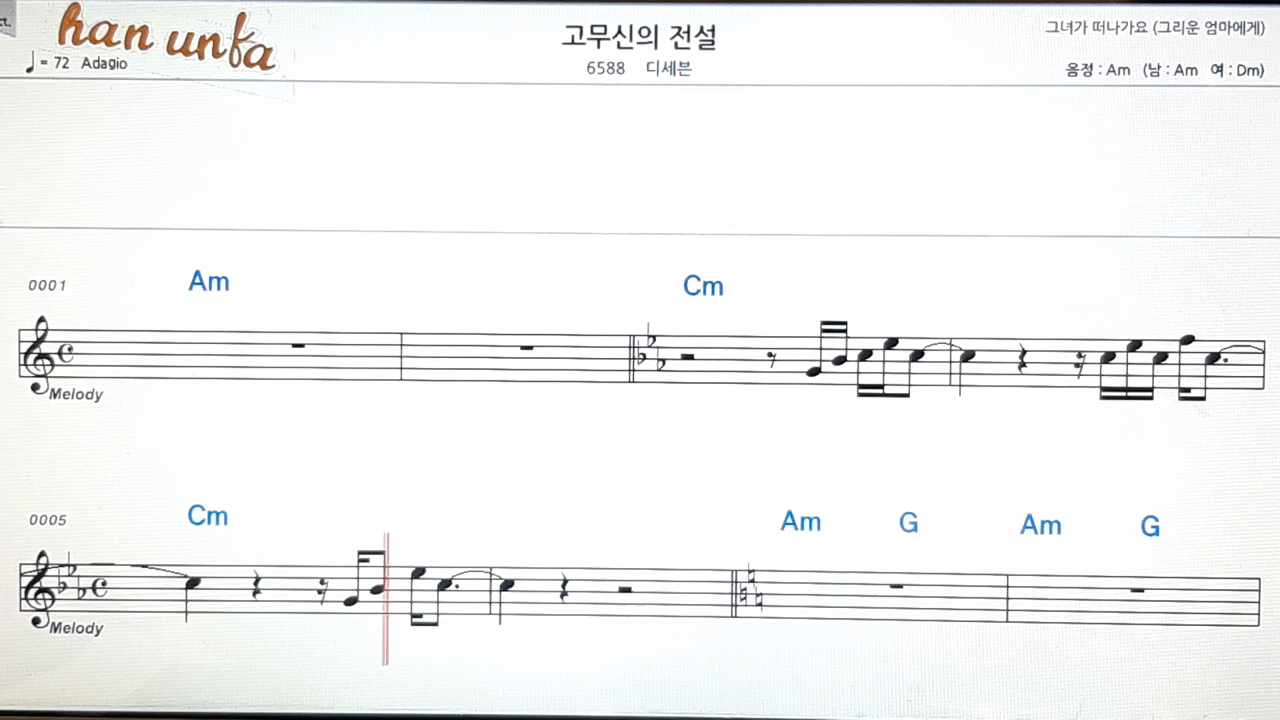 ct.
han unfa
♩ = 72 Adagio
고무신의 전설
6588 디세븐
그녀가 떠나가요 (그리운 엄마에게)
음정 : Am (남 : Am 여 : Dm)
0001
Am Cm
Melody
0005
Cm Am G Am G
Melody